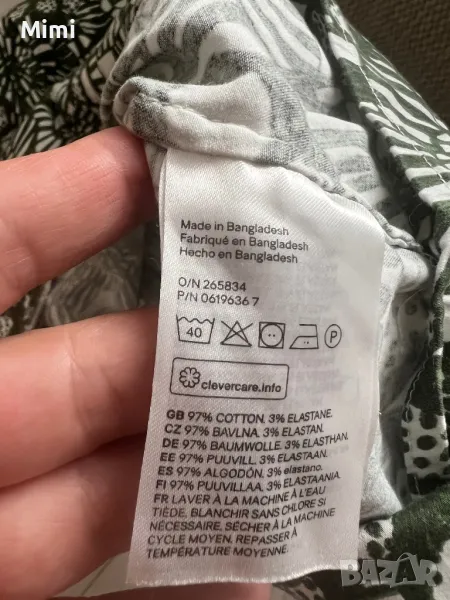 Mimi
Made in Bangladesh
Fabriqué en Bangladesh
Hecho en Bangladesh
O/N 265834
P/N 0619636 7
40
P
clevercare.info
GB 97% COTTON. 3% ELASTANE.
CZ 97% BAVLNA. 3% ELASTAN.
DE 97% BAUMWOLLE. 3% ELASTHAN.
EE 97% PUUVILL. 3% ELASTAAN.
ES 97% ALGODÓN. 3% elastano.
FI 97% PUUVILLAA. 3% ELASTAANIA.
FR LAVER À LA MACHINE À L'EAU
TIÈDE, BLANCHIR SANS CHLORE SI
NÉCESSAIRE, SÉCHER À LA MACHINE
CYCLE MOYEN, REPASSER À
TEMPÉRATURE MOYENNE.
BAZAR